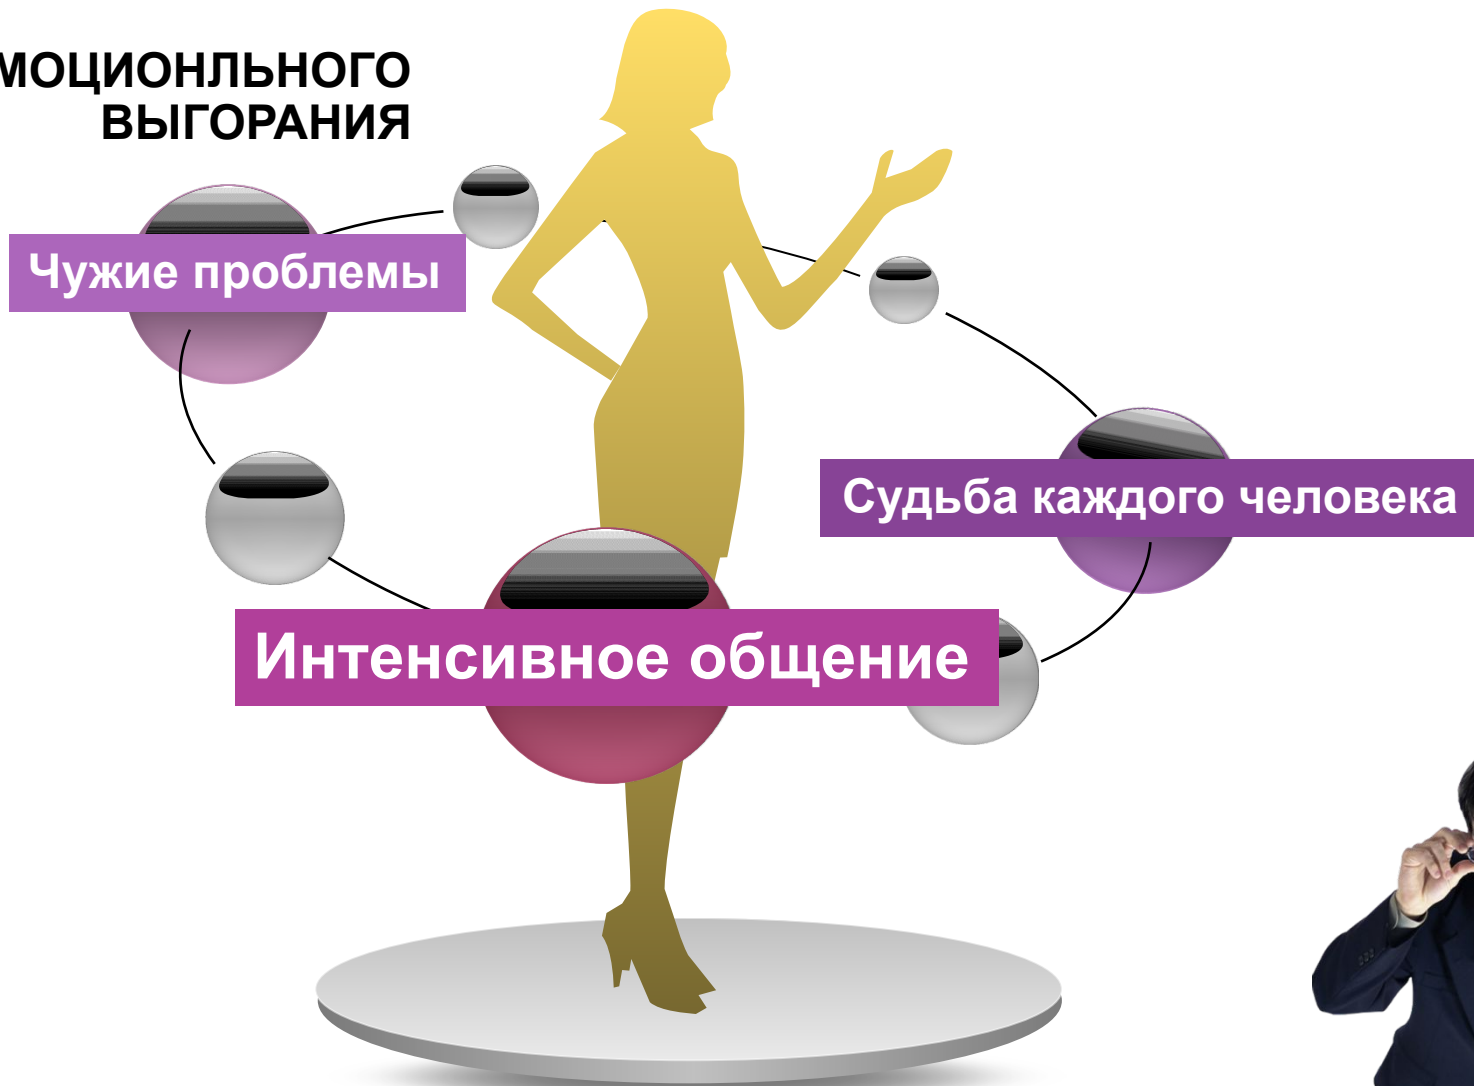 МОЦИОНЛЬНОГО
ВЫГОРАНИЯ
Чужие проблемы
Судьба каждого человека
Интенсивное общение